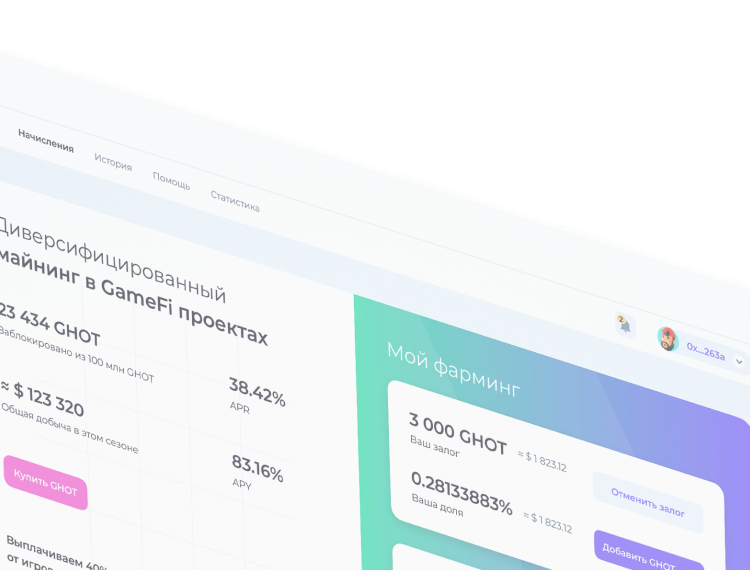 Начисления История Помощь Статистика
2 0x...263a
Диверсифицированный
майнинг в GameFi проектах
23 434 GHOT
Заблокировано из 100 млн GHOT
38.42%
APR
≈ $ 123 320
Общая добыча в этом сезоне
83.16%
APY
Купить GHOT
Выплачиваем 40%
от игров
Мой фарминг
3 000 GHOT ≈ $ 1 823.12
Ваш залог
Отменить залог
0.28133883% ≈ $ 1 823.12
Ваша доля
Добавить GHOT